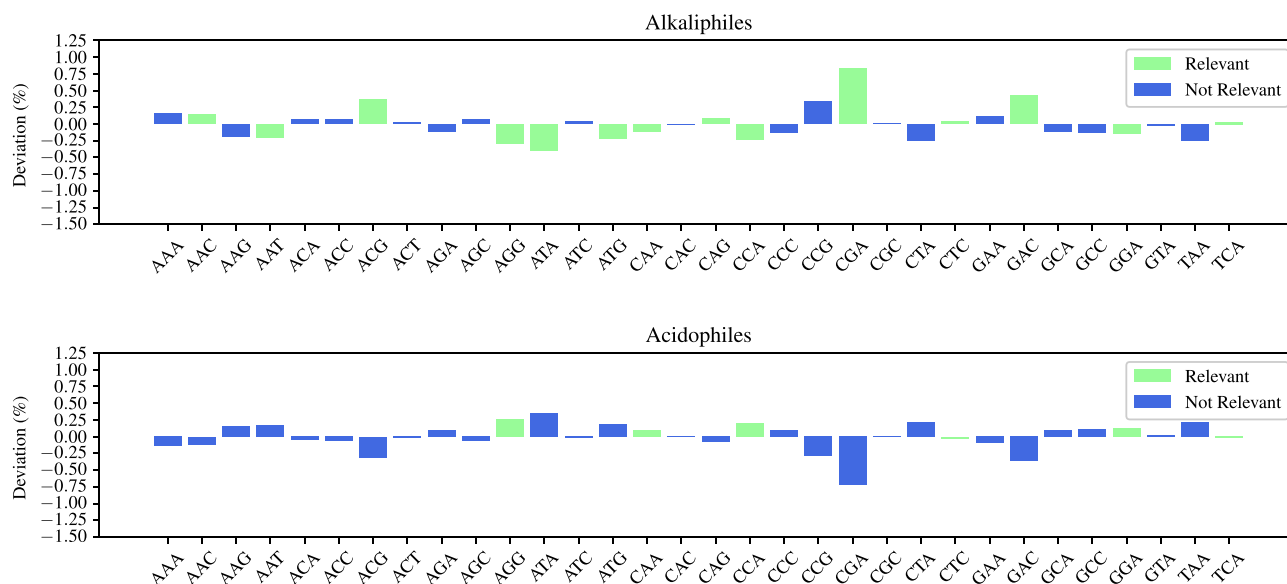 Alkaliphiles
Deviation (%)
1.25
1.00
0.75
0.50
0.25
0.00
−0.25
−0.50
−0.75
−1.00
−1.25
−1.50
Relevant
Not Relevant
AAA AAC AAG AAT ACA ACC ACG ACT AGA AGC AGG ATA ATC ATG CAA CAC CAG CCA CCC CCG CGA CGC CTA CTC GAA GAC GCA GCC GGA GTA TAA TCA
Acidophiles
Deviation (%)
1.25
1.00
0.75
0.50
0.25
0.00
−0.25
−0.50
−0.75
−1.00
−1.25
−1.50
Relevant
Not Relevant
AAA AAC AAG AAT ACA ACC ACG ACT AGA AGC AGG ATA ATC ATG CAA CAC CAG CCA CCC CCG CGA CGC CTA CTC GAA GAC GCA GCC GGA GTA TAA TCA